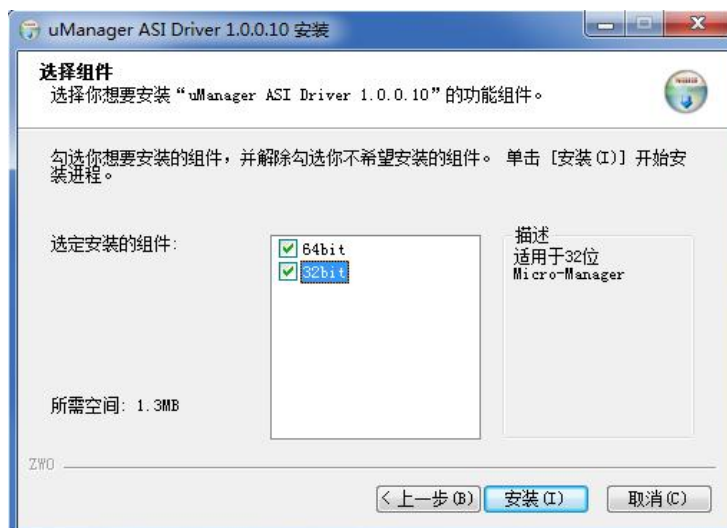 uManager ASI Driver 1.0.0.10 安装
选择组件
选择你想要安装“uManager ASI Driver 1.0.0.10”的功能组件。
勾选你想要安装的组件，并解除勾选你不希望安装的组件。 单击 [安装(I)] 开始安
装进程。
选定安装的组件:
64bit
32bit
描述
适用于32位
Micro-Manager
所需空间: 1.3MB
ZWO
< 上一步(B)
安装(I)
取消(C)